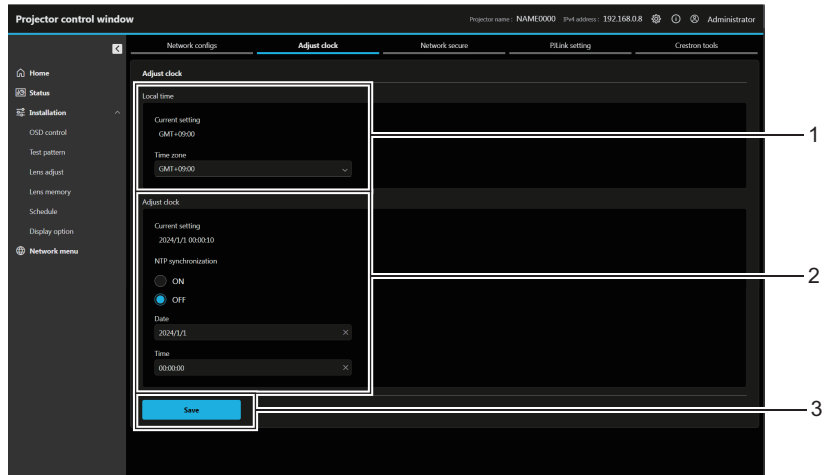 Projector control window
Projector name : NAME0000 IPv4 address : 192.168.0.8 Administrator
Network configs Adjust clock Network secure PJLink setting Crestron tools
Home
Status
Installation
OSD control
Test pattern
Lens adjust
Lens memory
Schedule
Display option
Network menu
Adjust clock
Local time
Current setting
GMT+09:00
Time zone
GMT+09:00
1
Adjust clock
Current setting
2024/1/1 00:00:10
NTP synchronization
ON
OFF
Date
2024/1/1
Time
00:00:00
2
Save
3